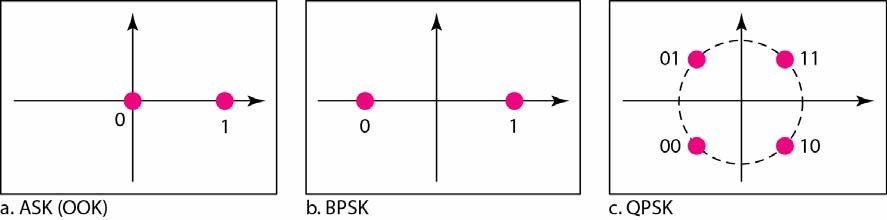 0 1
0 1
01 11
00 10
a. ASK (OOK)
b. BPSK
c. QPSK